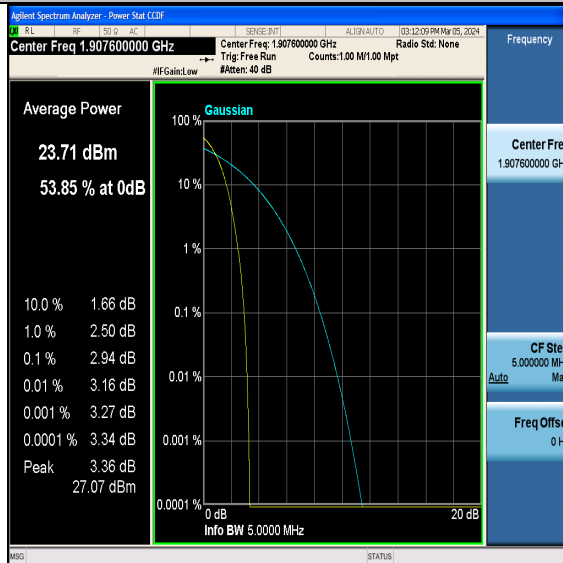 Agilent Spectrum Analyzer - Power Stat CCDF
LXI RL RF 50 Ω AC SENSE:INT ALIGN AUTO 03:12:09 PM Mar 05, 2024
Center Freq 1.907600000 GHz
Center Freq: 1.907600000 GHz Radio Std: None
Trig: Free Run Counts:1.00 M/1.00 Mpt
#IFGain:Low #Atten: 40 dB
Frequency
Average Power
23.71 dBm
53.85 % at 0dB
10.0 % 1.66 dB
1.0 % 2.50 dB
0.1 % 2.94 dB
0.01 % 3.16 dB
0.001 % 3.27 dB
0.0001 % 3.34 dB
Peak 3.36 dB
27.07 dBm
Gaussian
100 %
10 %
1 %
0.1 %
0.01 %
0.001 %
0.0001 %
0 dB 20 dB
Info BW 5.0000 MHz
Center Fre
1.907600000 GH
CF Ste
5.000000 MH
Auto Ma
Freq Offse
0 H
MSG STATUS